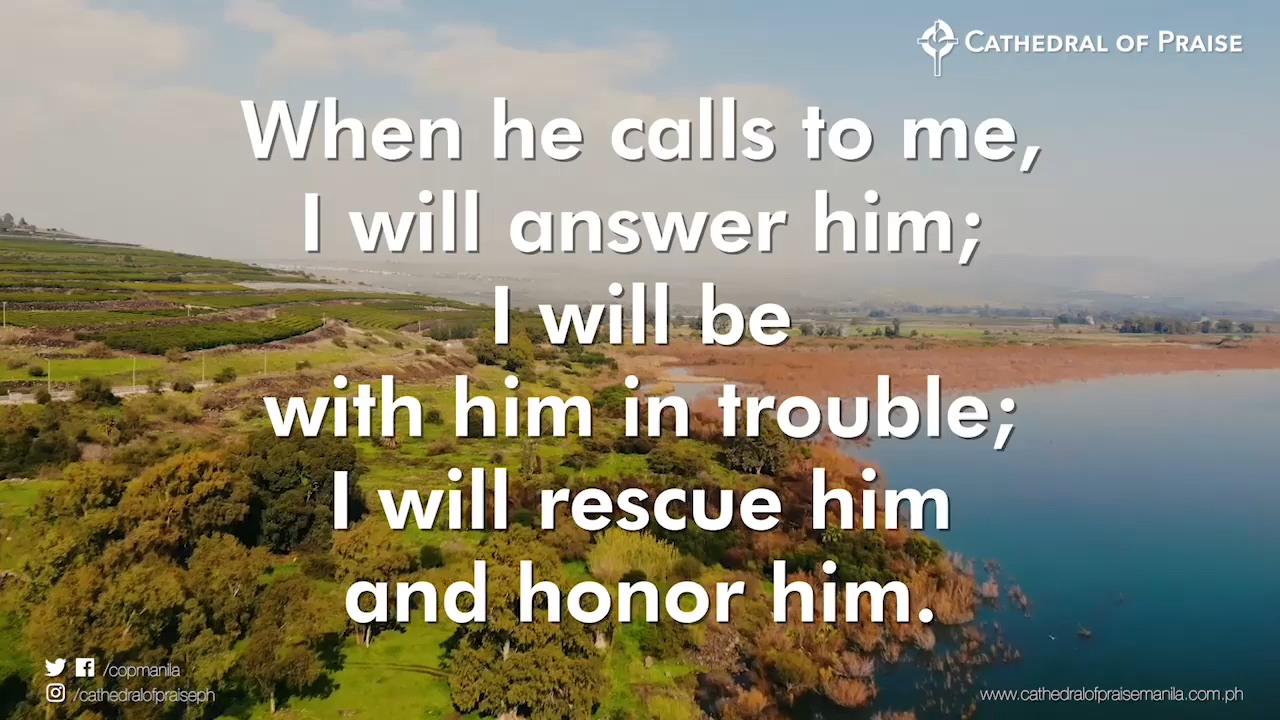 CATHEDRAL OF PRAISE
When he calls to me,
I will answer him;
I will be
with him in trouble;
I will rescue him
and honor him.
/copmanila
/cathedralofpraiseph
www.cathedralofpraisemanila.com.ph